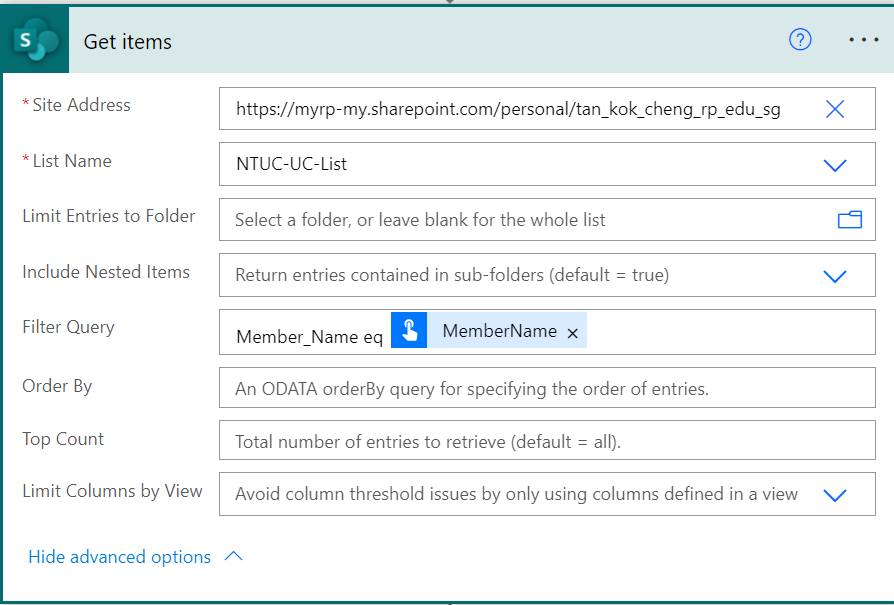 S
Get items
?
* Site Address
https://myrp-my.sharepoint.com/personal/tan_kok_cheng_rp_edu_sg
* List Name
NTUC-UC-List
Limit Entries to Folder
Select a folder, or leave blank for the whole list
Include Nested Items
Return entries contained in sub-folders (default = true)
Filter Query
Member_Name eq MemberName ×
Order By
An ODATA orderBy query for specifying the order of entries.
Top Count
Total number of entries to retrieve (default = all).
Limit Columns by View
Avoid column threshold issues by only using columns defined in a view
Hide advanced options